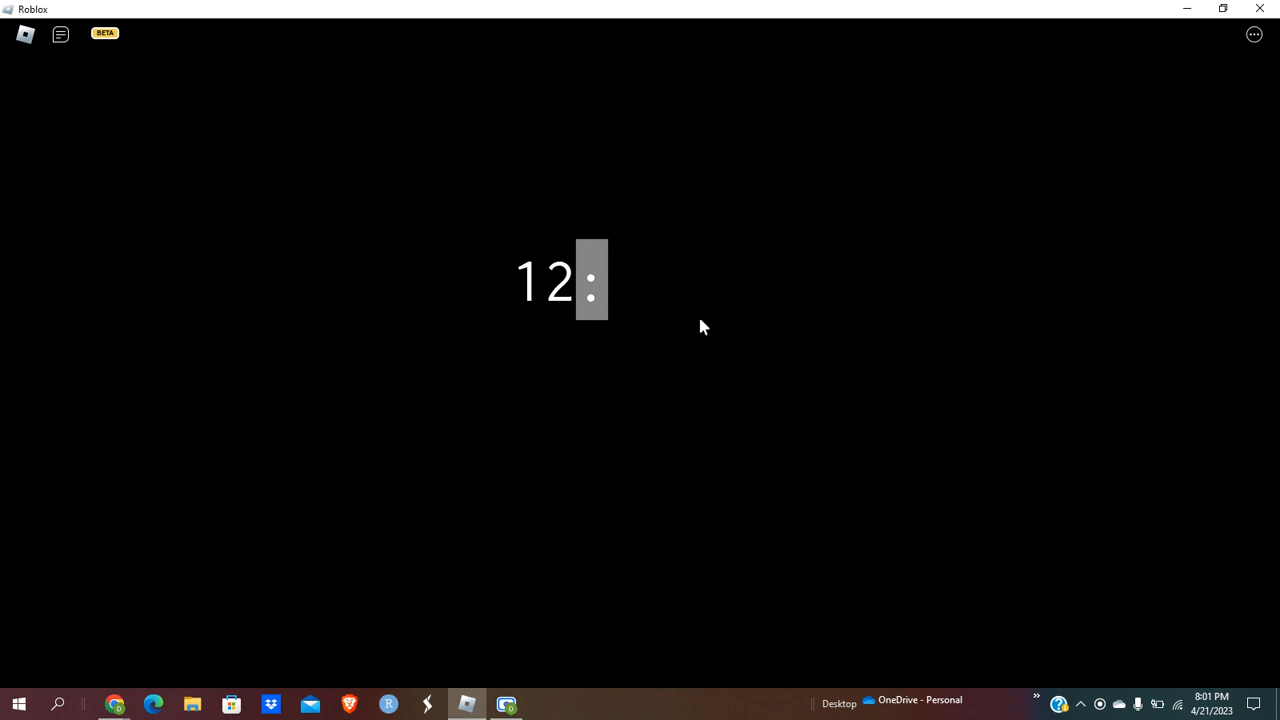 Roblox
BETA
12:
Desktop
OneDrive - Personal
8:01 PM
4/21/2023